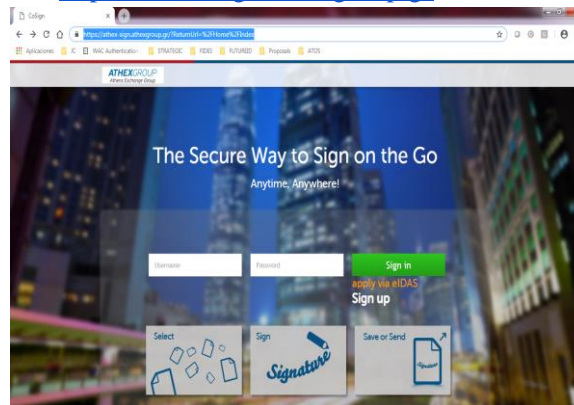 CoSign
https://athex-sign.athexgroup.gr/?ReturnUrl=%2FHome%2FIndex
Aplicaciones JC WAC Authentication STRATEGIC FIDES FUTUREID Proposals ATOS
ATHEXGROUP
Athens Exchange Group
The Secure Way to Sign on the Go
Anytime, Anywhere!
Username Password Sign in
apply via eIDAS
Sign up
Select Sign Save or Send
Signature Signature